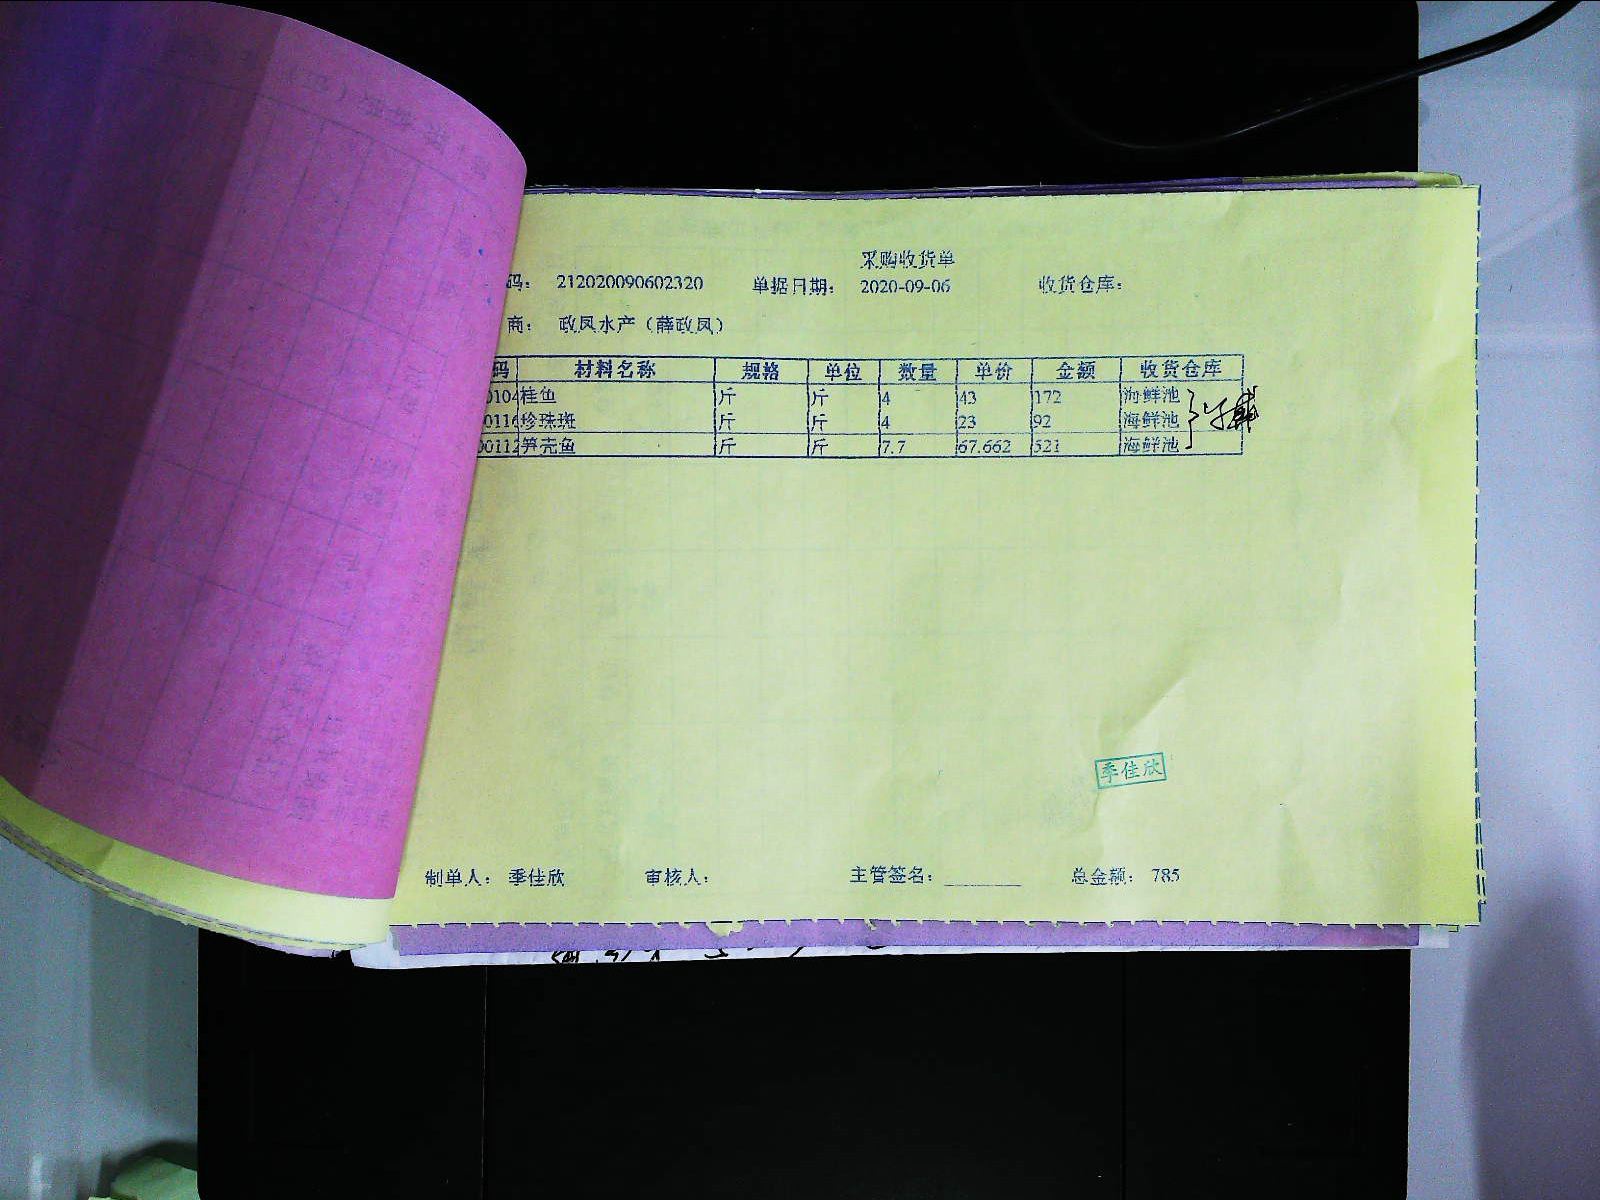 采购收货单
码： 212020090602320 单据日期： 2020-09-06 收货仓库：
商： 政凤水产（薛政凤）
码 材料名称 规格 单位 数量 单价 金额 收货仓库
0104 桂鱼 斤 斤 4 43 172 海鲜池
0116 珍珠斑 斤 斤 4 23 92 海鲜池
00112 笋壳鱼 斤 斤 7.7 67.662 521 海鲜池
季佳欣
制单人： 季佳欣 审核人： 主管签名： ________ 总金额： 785